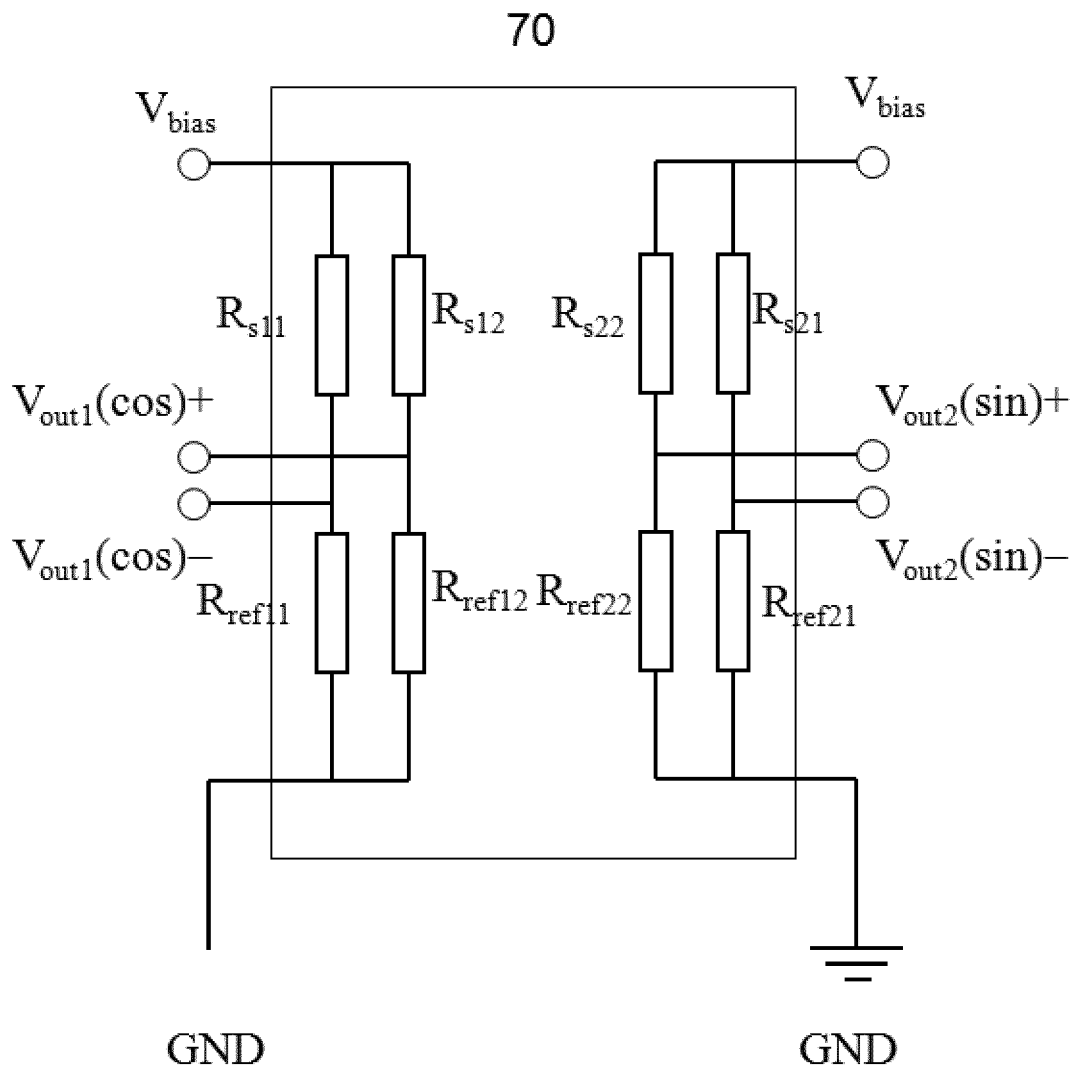 70
V_bias V_bias
R_s11 R_s12 R_s22 R_s21
V_out1(cos)+ V_out2(sin)+
V_out1(cos)− V_out2(sin)−
R_ref11 R_ref12 R_ref22 R_ref21
GND GND